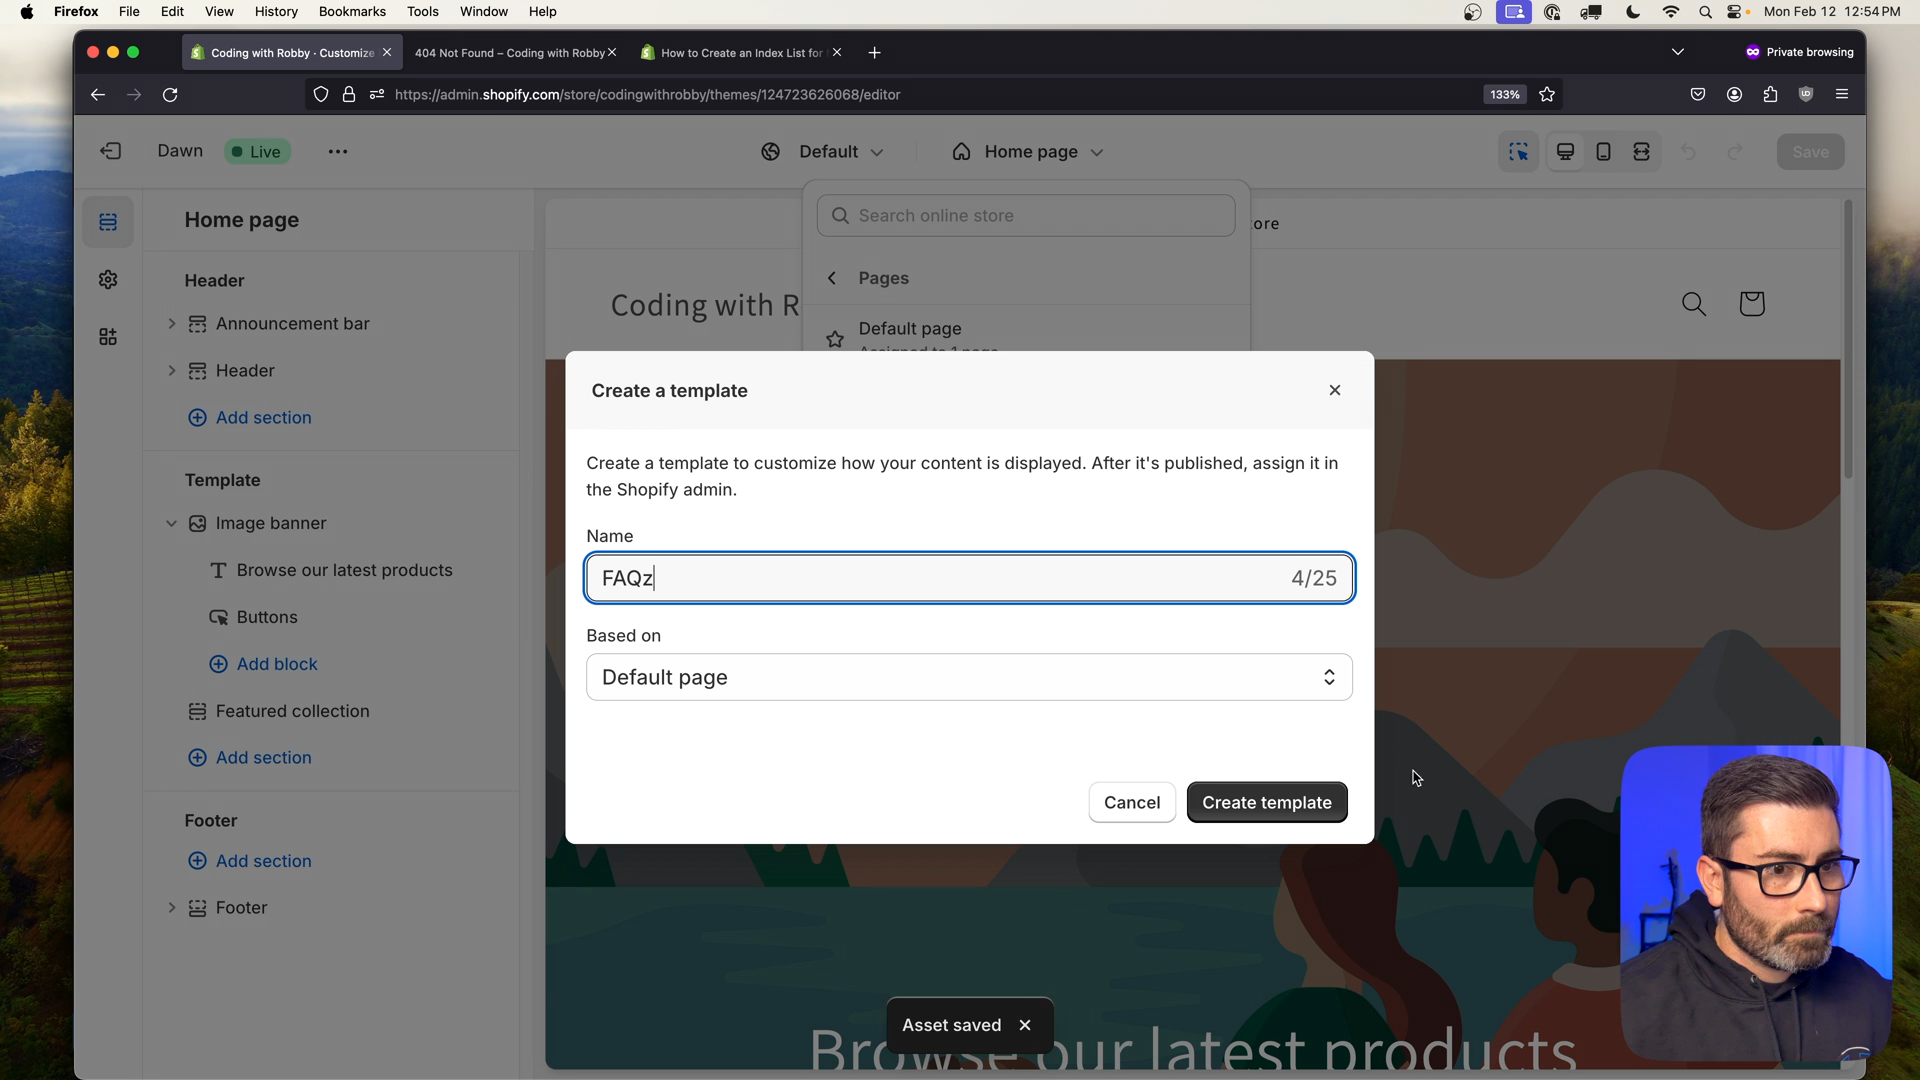 Firefox File Edit View History Bookmarks Tools Window Help Mon Feb 12 12:54 PM
Coding with Robby · Customize 404 Not Found – Coding with Robby How to Create an Index List for Private browsing
https://admin.shopify.com/store/codingwithrobby/themes/124723626068/editor 133%
Dawn Live Default Home page Save
Home page
Search online store
ore
Header
Pages
Announcement bar
Coding with R
Default page
Header
Add section
Template
Image banner
Browse our latest products
Buttons
Add block
Featured collection
Add section
Footer
Add section
Footer
Create a template
Create a template to customize how your content is displayed. After it's published, assign it in
the Shopify admin.
Name
FAQz 4/25
Based on
Default page
Cancel Create template
Asset saved
Browse our latest products